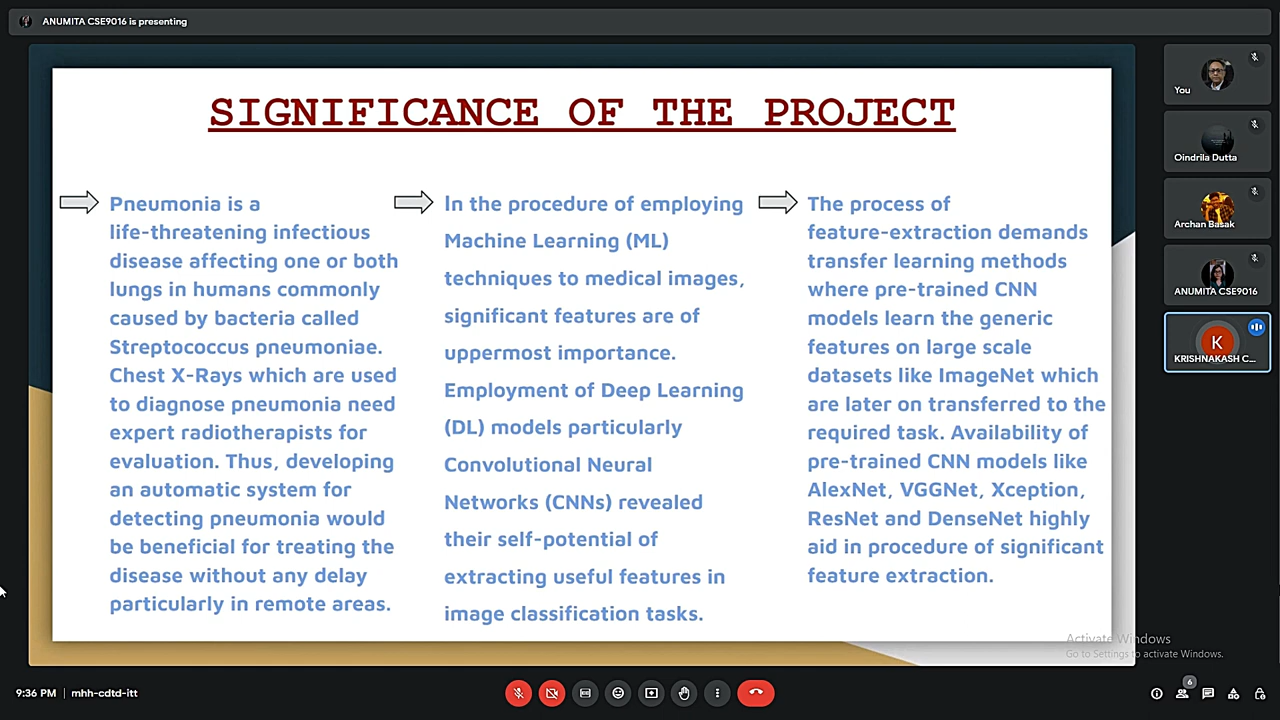 ANUMITA CSE9016 is presenting
SIGNIFICANCE OF THE PROJECT
Pneumonia is a
life-threatening infectious
disease affecting one or both
lungs in humans commonly
caused by bacteria called
Streptococcus pneumoniae.
Chest X-Rays which are used
to diagnose pneumonia need
expert radiotherapists for
evaluation. Thus, developing
an automatic system for
detecting pneumonia would
be beneficial for treating the
disease without any delay
particularly in remote areas.
In the procedure of employing
Machine Learning (ML)
techniques to medical images,
significant features are of
uppermost importance.
Employment of Deep Learning
(DL) models particularly
Convolutional Neural
Networks (CNNs) revealed
their self-potential of
extracting useful features in
image classification tasks.
The process of
feature-extraction demands
transfer learning methods
where pre-trained CNN
models learn the generic
features on large scale
datasets like ImageNet which
are later on transferred to the
required task. Availability of
pre-trained CNN models like
AlexNet, VGGNet, Xception,
ResNet and DenseNet highly
aid in procedure of significant
feature extraction.
You
Oindrila Dutta
Archan Basak
ANUMITA CSE9016
K
KRISHNAKASH C...
Activate Windows
Go to Settings to activate Windows.
9:36 PM | mhh-cdtd-itt
6